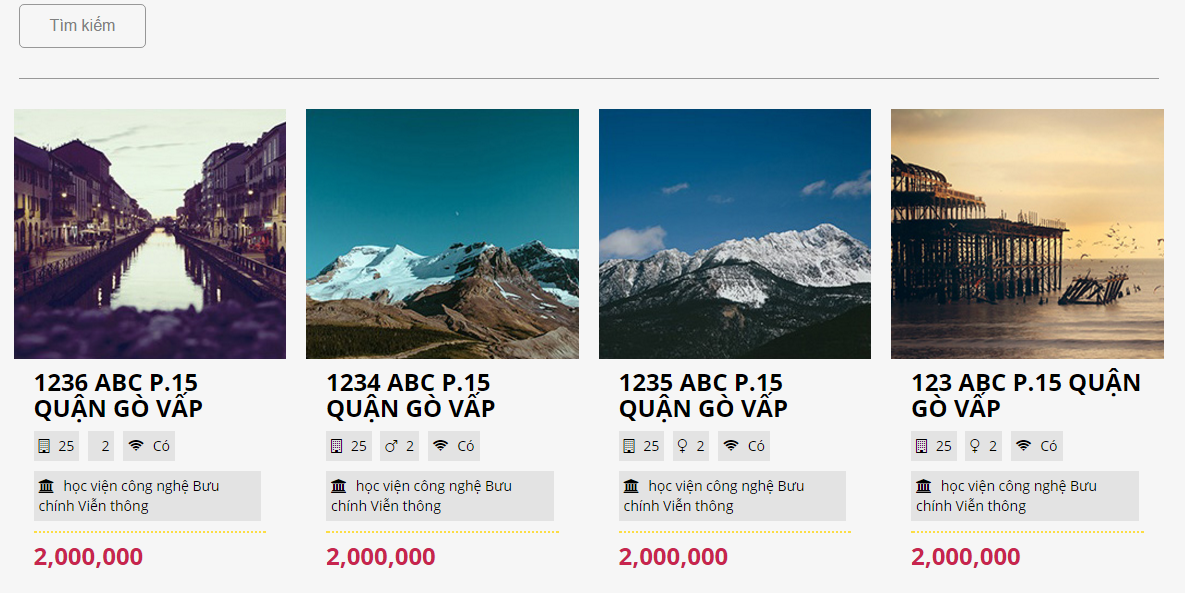 Tìm kiếm
1236 ABC P.15
QUẬN GÒ VẤP
25 2 Có
học viện công nghệ Bưu
chính Viễn thông
2,000,000
1234 ABC P.15
QUẬN GÒ VẤP
25 2 Có
học viện công nghệ Bưu
chính Viễn thông
2,000,000
1235 ABC P.15
QUẬN GÒ VẤP
25 2 Có
học viện công nghệ Bưu
chính Viễn thông
2,000,000
123 ABC P.15 QUẬN
GÒ VẤP
25 2 Có
học viện công nghệ Bưu
chính Viễn thông
2,000,000